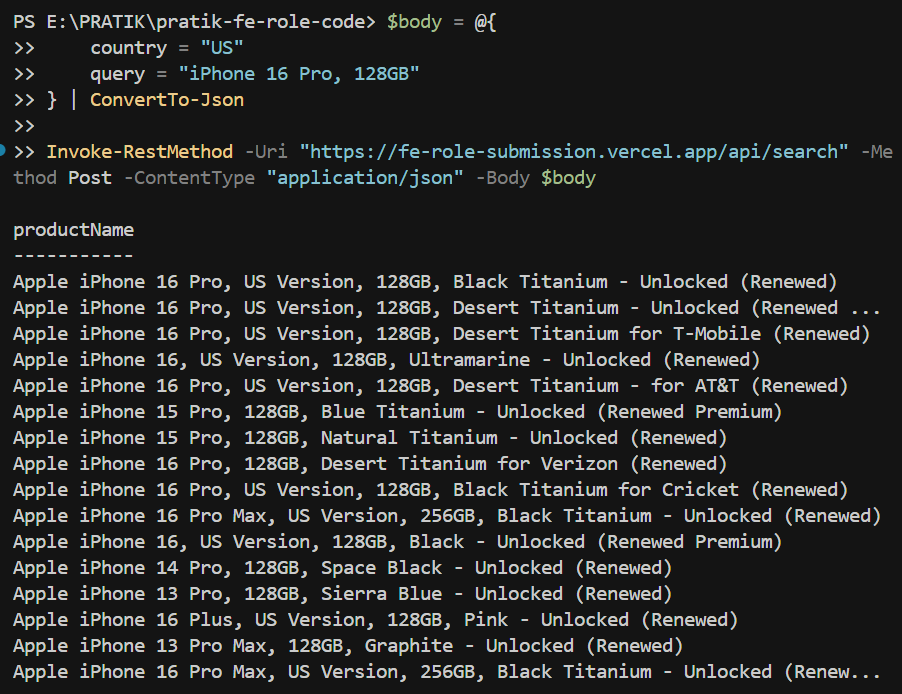 PS E:\PRATIK\pratik-fe-role-code> $body = @{
>>     country = "US"
>>     query = "iPhone 16 Pro, 128GB"
>> } | ConvertTo-Json
>>
>> Invoke-RestMethod -Uri "https://fe-role-submission.vercel.app/api/search" -Me
thod Post -ContentType "application/json" -Body $body
productName
-----------
Apple iPhone 16 Pro, US Version, 128GB, Black Titanium - Unlocked (Renewed)
Apple iPhone 16 Pro, US Version, 128GB, Desert Titanium - Unlocked (Renewed ...
Apple iPhone 16 Pro, US Version, 128GB, Desert Titanium for T-Mobile (Renewed)
Apple iPhone 16, US Version, 128GB, Ultramarine - Unlocked (Renewed)
Apple iPhone 16 Pro, US Version, 128GB, Desert Titanium - for AT&T (Renewed)
Apple iPhone 15 Pro, 128GB, Blue Titanium - Unlocked (Renewed Premium)
Apple iPhone 15 Pro, 128GB, Natural Titanium - Unlocked (Renewed)
Apple iPhone 16 Pro, 128GB, Desert Titanium for Verizon (Renewed)
Apple iPhone 16 Pro, US Version, 128GB, Black Titanium for Cricket (Renewed)
Apple iPhone 16 Pro Max, US Version, 256GB, Black Titanium - Unlocked (Renewed)
Apple iPhone 16, US Version, 128GB, Black - Unlocked (Renewed Premium)
Apple iPhone 14 Pro, 128GB, Space Black - Unlocked (Renewed)
Apple iPhone 13 Pro, 128GB, Sierra Blue - Unlocked (Renewed)
Apple iPhone 16 Plus, US Version, 128GB, Pink - Unlocked (Renewed)
Apple iPhone 13 Pro Max, 128GB, Graphite - Unlocked (Renewed)
Apple iPhone 16 Pro Max, US Version, 256GB, Black Titanium - Unlocked (Renew...